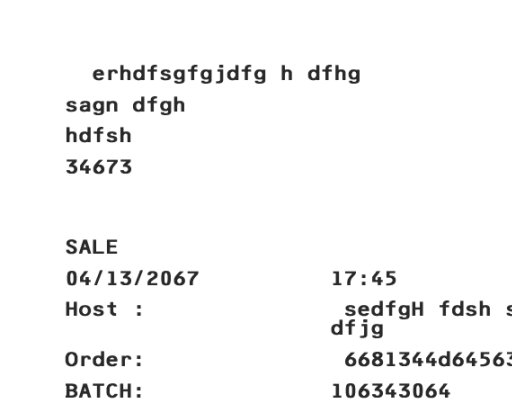 erhdfsgfgjdfg h dfhg
sagn dfgh
hdfsh
34673
SALE
04/13/2067 17:45
Host : sedfgH fdsh s
dfjg
Order: 6681344d64563
BATCH: 106343064